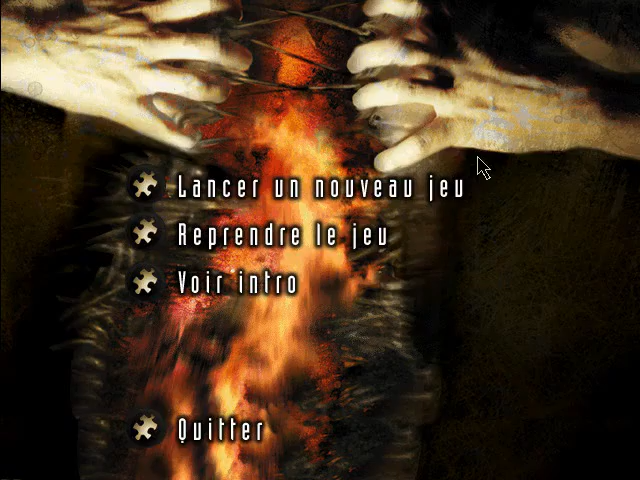 Lancer un nouveau jeu
Reprendre le jeu
Voir intro
Quitter